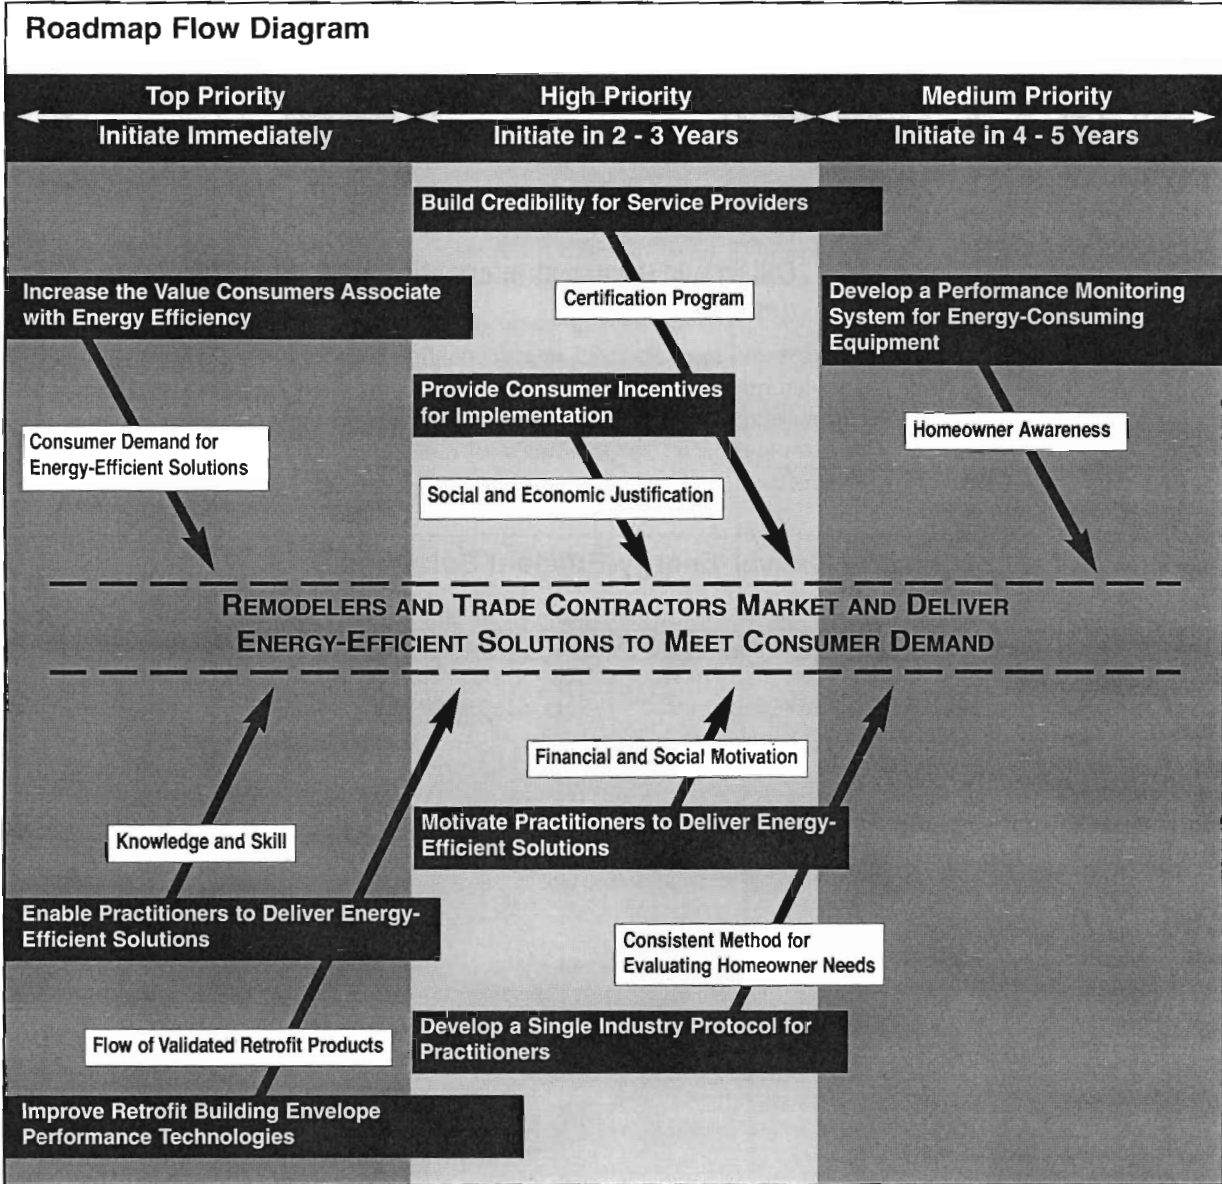 Roadmap Flow Diagram
Top Priority
Initiate Immediately
High Priority
Initiate in 2 - 3 Years
Medium Priority
Initiate in 4 - 5 Years
Build Credibility for Service Providers
Increase the Value Consumers Associate
with Energy Efficiency
Certification Program
Develop a Performance Monitoring
System for Energy-Consuming
Equipment
Provide Consumer Incentives
for Implementation
Consumer Demand for
Energy-Efficient Solutions
Homeowner Awareness
Social and Economic Justification
REMODELERS AND TRADE CONTRACTORS MARKET AND DELIVER
ENERGY-EFFICIENT SOLUTIONS TO MEET CONSUMER DEMAND
Financial and Social Motivation
Knowledge and Skill
Motivate Practitioners to Deliver Energy-
Efficient Solutions
Enable Practitioners to Deliver Energy-
Efficient Solutions
Consistent Method for
Evaluating Homeowner Needs
Flow of Validated Retrofit Products
Develop a Single Industry Protocol for
Practitioners
Improve Retrofit Building Envelope
Performance Technologies